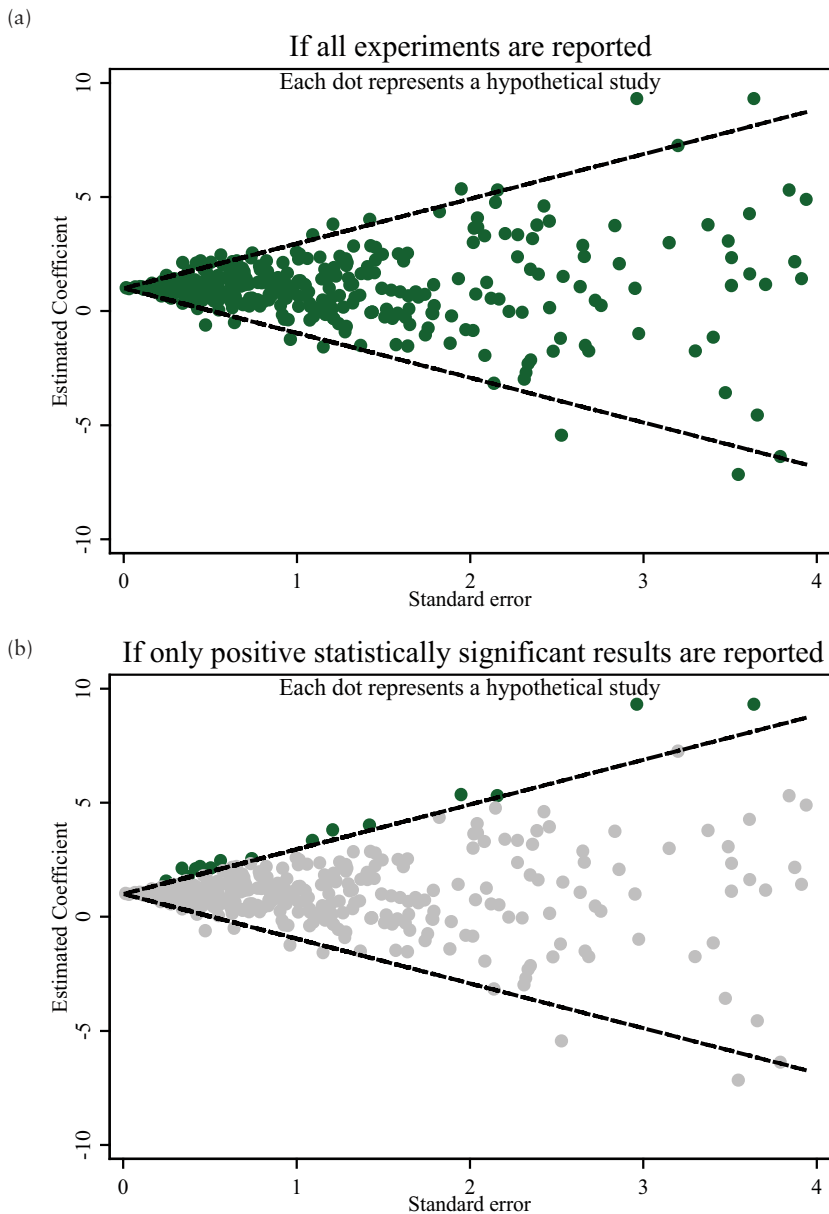 (a)
If all experiments are reported
Each dot represents a hypothetical study
10
5
0
-5
-10
Estimated Coefficient
0 1 2 3 4
Standard error
(b)
If only positive statistically significant results are reported
Each dot represents a hypothetical study
10
5
0
-5
-10
Estimated Coefficient
0 1 2 3 4
Standard error